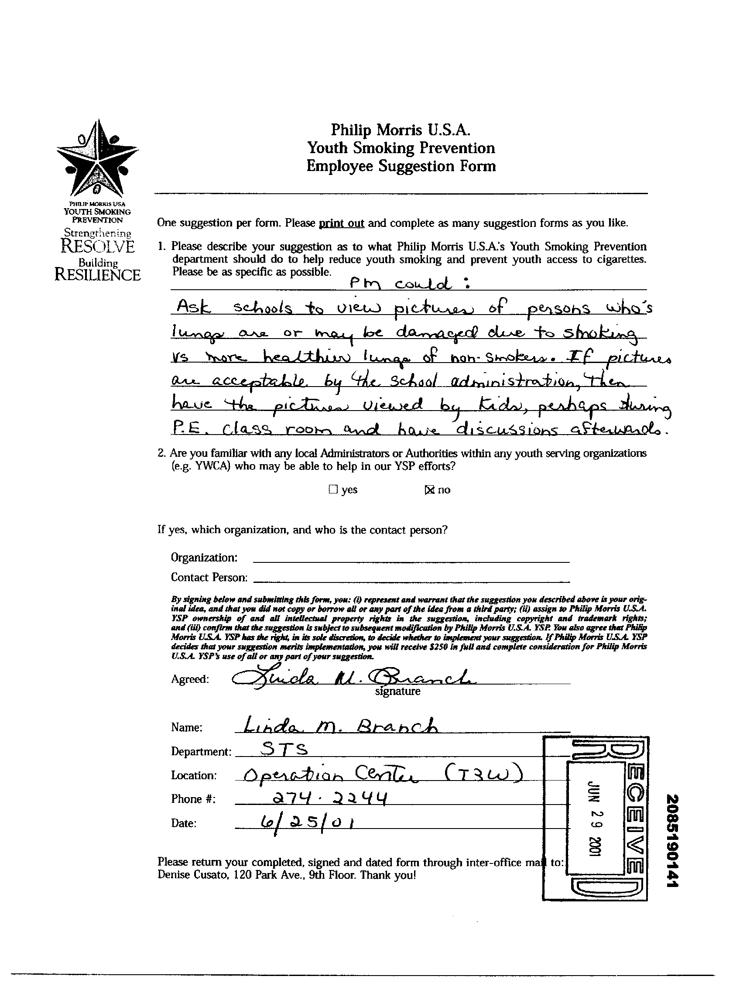 Philip Morris U.S.A.
Youth Smoking Prevention
Employee Suggestion Form
PHILIP MORRIS USA
YOUTH SMOKING
PREVENTION
Strengthening
RESOLVE
Building
RESILIENCE
One suggestion per form. Please print out and complete as many suggestion forms as you like.
1. Please describe your suggestion as to what Philip Morris U.S.A.'s Youth Smoking Prevention
department should do to help reduce youth smoking and prevent youth access to cigarettes.
Please be as specific as possible.
PM could :
Ask schools to view pictures of persons who's
lungs are or may be damaged due to smoking
vs more healthier lungs of non-smokers. If pictures
are acceptable by the school administration, then
have the pictures viewed by kids, perhaps during
P.E. class room and have discussions afterwards.
2. Are you familiar with any local Administrators or Authorities within any youth serving organizations
(e.g. YWCA) who may be able to help in our YSP efforts?
☐ yes ☒ no
If yes, which organization, and who is the contact person?
Organization:
Contact Person:
By signing below and submitting this form, you: (i) represent and warrant that the suggestion you described above is your orig-
inal idea, and that you did not copy or borrow all or any part of the idea from a third party; (ii) assign to Philip Morris U.S.A.
YSP ownership of and all intellectual property rights in the suggestion, including copyright and trademark rights;
and (iii) confirm that the suggestion is subject to subsequent modification by Philip Morris U.S.A. YSP. You also agree that Philip
Morris U.S.A. YSP has the right, in its sole discretion, to decide whether to implement your suggestion. If Philip Morris U.S.A. YSP
decides that your suggestion merits implementation, you will receive $250 in full and complete consideration for Philip Morris
U.S.A. YSP's use of all or any part of your suggestion.
Agreed: Linda M. Branch
signature
Name: Linda M. Branch
Department: STS
Location: Operation Center (T3W)
Phone #: 274-2244
Date: 6/25/01
RECEIVED
JUN 29 2001
2085190141
Please return your completed, signed and dated form through inter-office mail to:
Denise Cusato, 120 Park Ave., 9th Floor. Thank you!